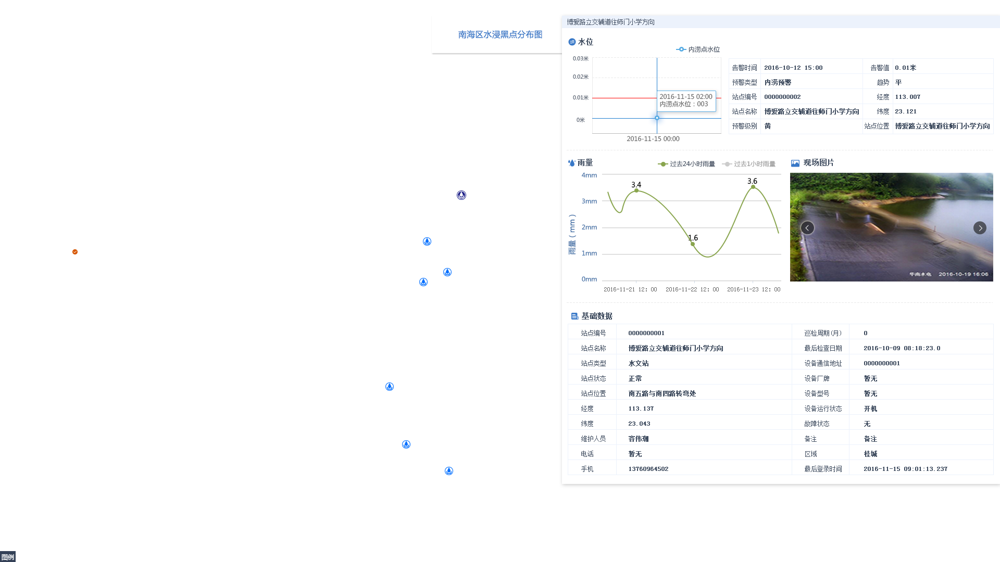 博爱路立交辅道往师门小学方向
南海区水浸黑点分布图
水位
内涝点水位
0.03米
0.02米
0.01米
0米
2016-11-15 02:00
内涝点水位：003
2016-11-15 00:00
告警时间 2016-10-12 15:00 告警值 0.01米
预警类型 内涝预警 趋势 平
站点编号 0000000002 经度 113.007
站点名称 博爱路立交辅道往师门小学方向 纬度 23.121
预警级别 黄 站点位置 博爱路立交辅道往师门小学方向
雨量
过去24小时雨量 过去1小时雨量
雨量（mm）
4mm
3mm
2mm
1mm
0mm
3.4
1.6
3.6
2016-11-21 12：00 2016-11-22 12：00 2016-11-23 12：00
现场图片
华南水电 2016-10-19 16:06
基础数据
站点编号 0000000001 巡检周期(月) 0
站点名称 博爱路立交辅道往师门小学方向 最后检查日期 2016-10-09 08:18:23.0
站点类型 水文站 设备通信地址 0000000001
站点状态 正常 设备厂牌 暂无
站点位置 南五路与南四路转弯处 设备型号 暂无
经度 113.137 设备运行状态 开机
纬度 23.043 故障状态 无
维护人员 容伟 备注 备注
电话 暂无 区域 桂城
手机 13760964502 最后登录时间 2016-11-15 09:01:13.237
图例